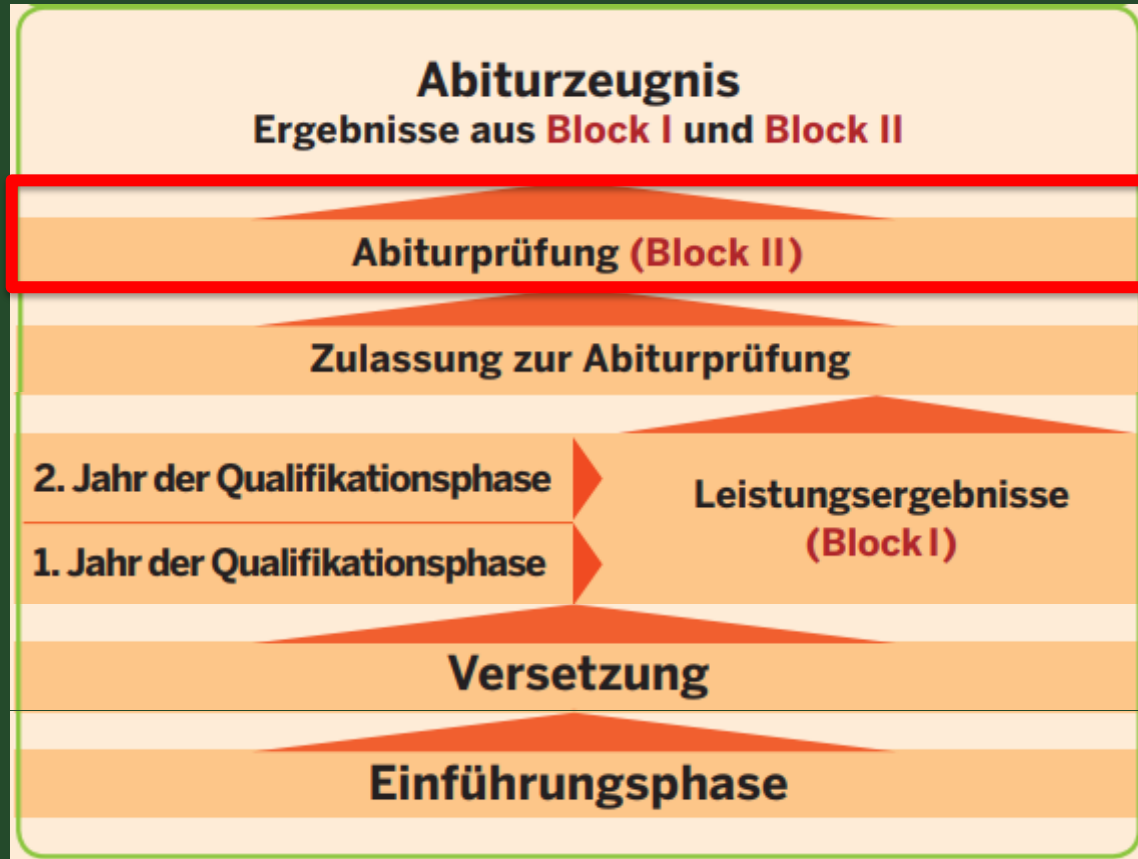 Abiturzeugnis
Ergebnisse aus Block I und Block II
Abiturprüfung (Block II)
Zulassung zur Abiturprüfung
2. Jahr der Qualifikationsphase
1. Jahr der Qualifikationsphase
Leistungsergebnisse
(Block I)
Versetzung
Einführungsphase